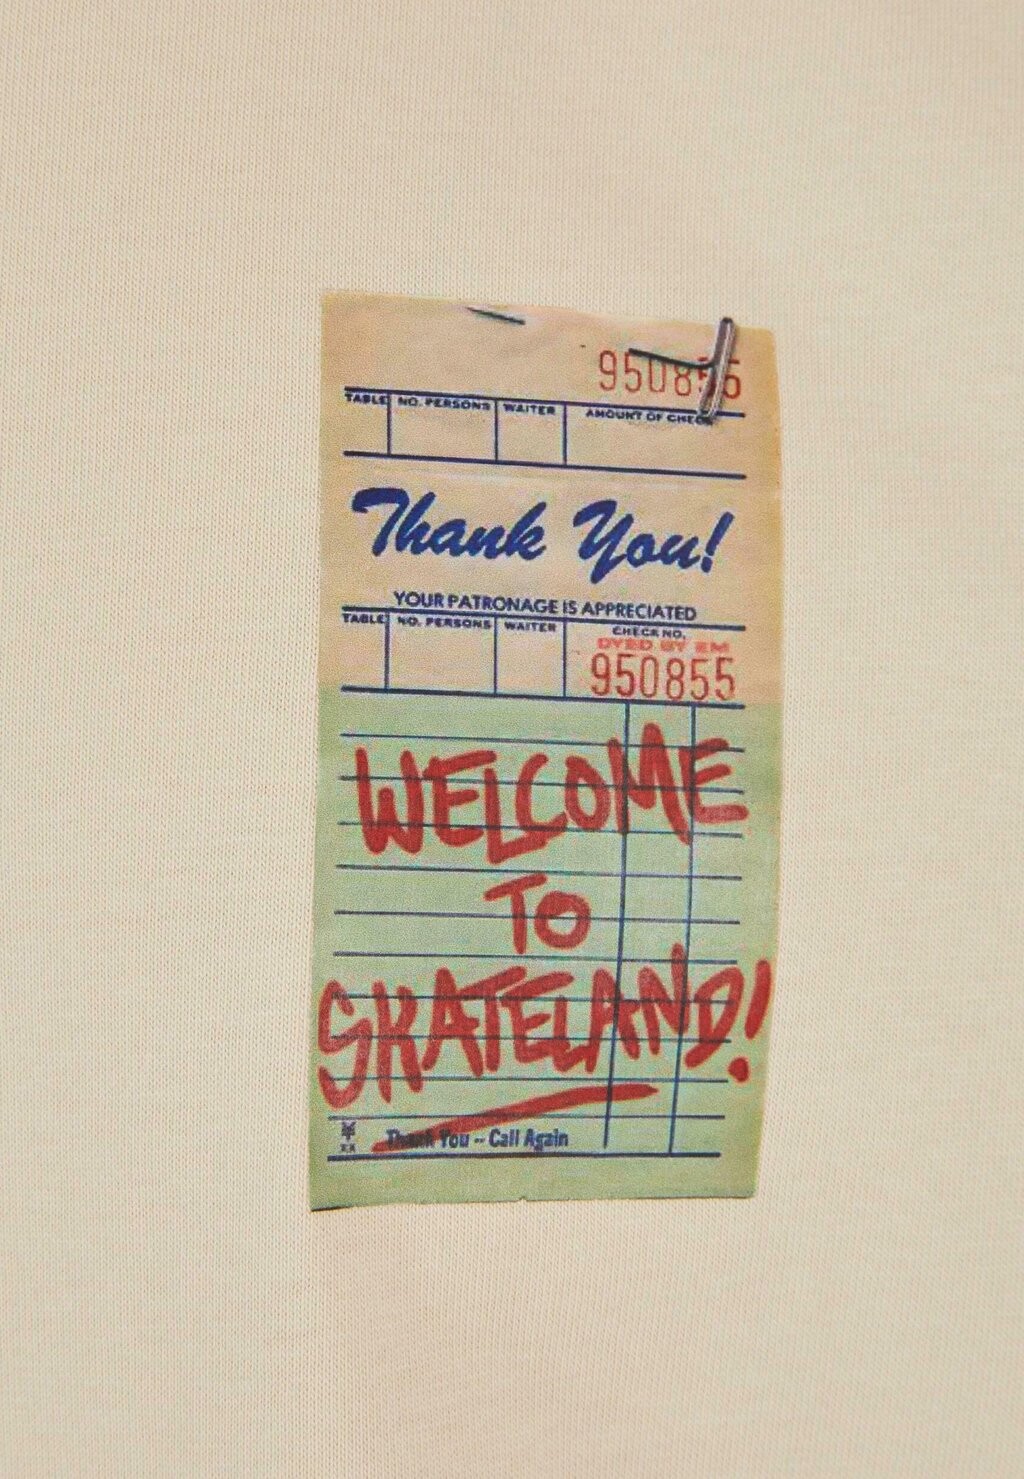 950855
TABLE NO. PERSONS WAITER AMOUNT OF CHECK
Thank You!
YOUR PATRONAGE IS APPRECIATED
TABLE NO. PERSONS WAITER CHECK NO.
DYED BY EM
950855
WELCOME
TO
SKATELAND!
XX
Thank You -- Call Again